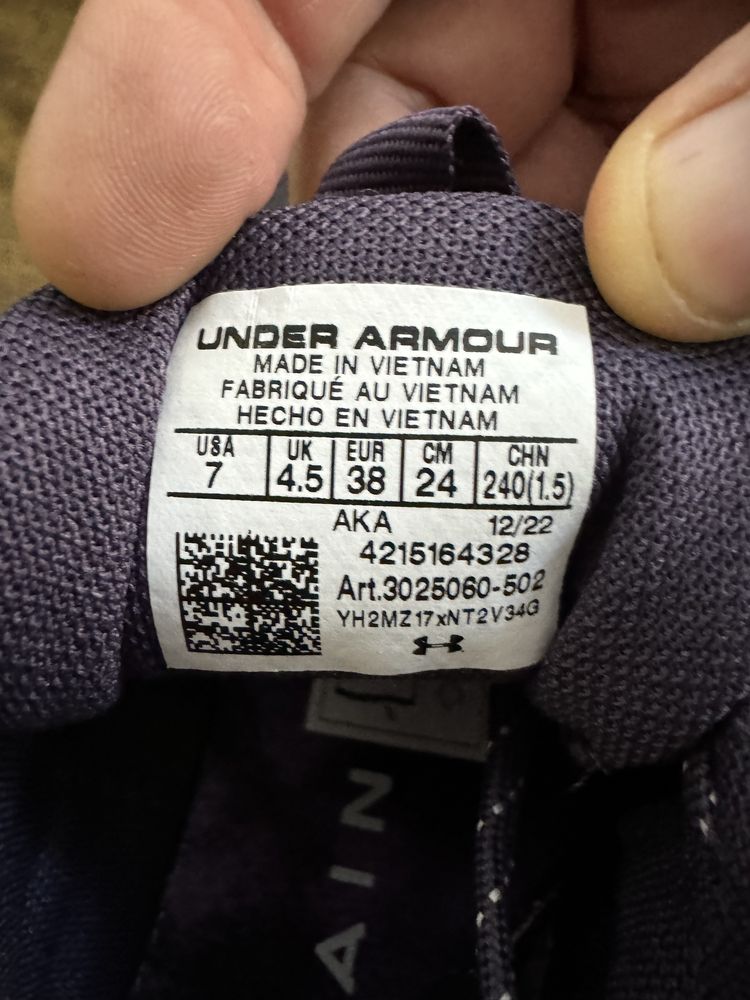 UNDER ARMOUR
MADE IN VIETNAM
FABRIQUÉ AU VIETNAM
HECHO EN VIETNAM
USA UK EUR CM CHN
7 4.5 38 24 240(1.5)
AKA 12/22
4215164328
Art.3025060-502
YH2MZ17xNT2V34G
AIN